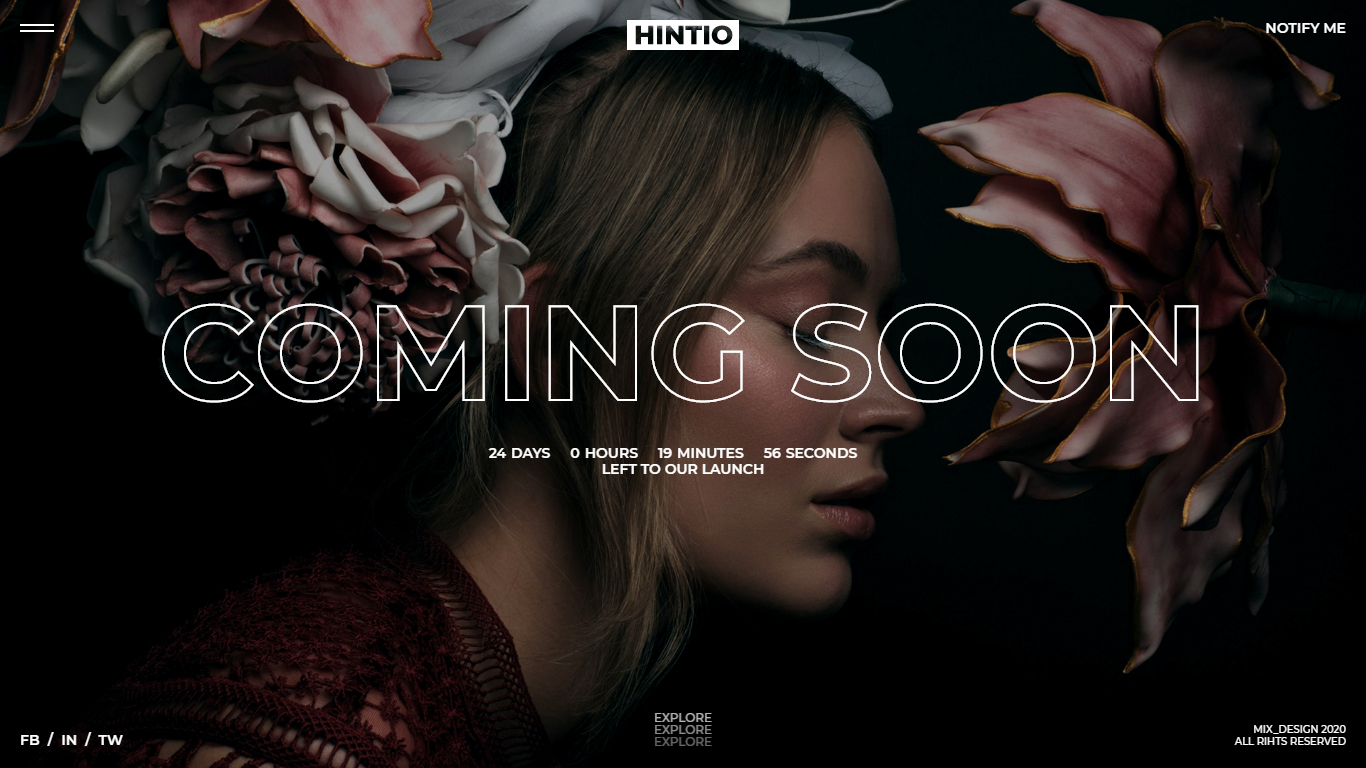 HINTIO
NOTIFY ME
COMING SOON
24 DAYS 0 HOURS 19 MINUTES 56 SECONDS
LEFT TO OUR LAUNCH
EXPLORE
EXPLORE
EXPLORE
FB / IN / TW
MIX_DESIGN 2020
ALL RIHTS RESERVED